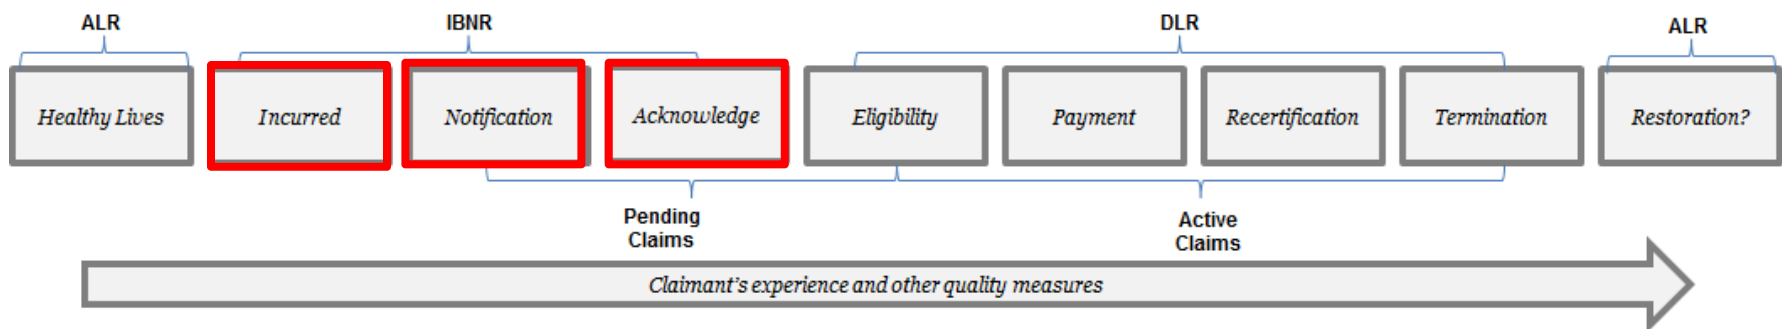 ALR
IBNR
DLR
ALR
Healthy Lives
Incurred
Notification
Acknowledge
Eligibility
Payment
Recertification
Termination
Restoration?
Pending
Claims
Active
Claims
Claimant's experience and other quality measures